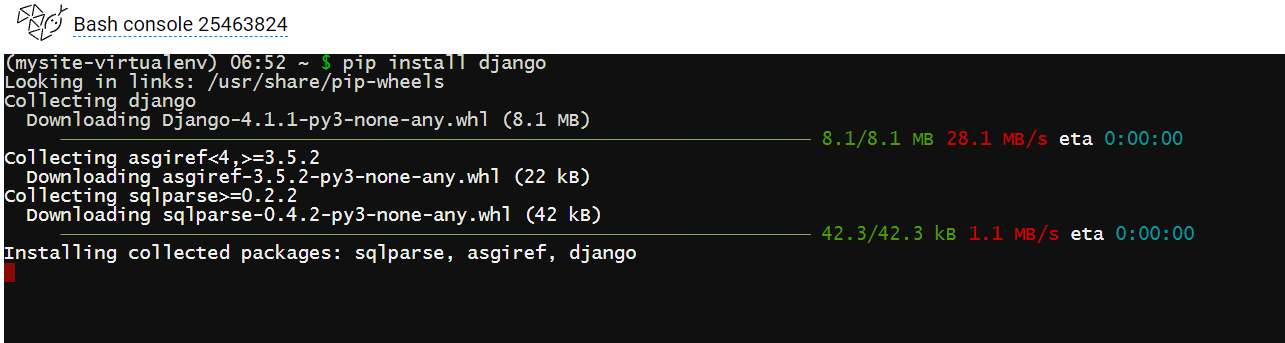 Bash console 25463824
(mysite-virtualenv) 06:52 ~ $ pip install django
Looking in links: /usr/share/pip-wheels
Collecting django
  Downloading Django-4.1.1-py3-none-any.whl (8.1 MB)
8.1/8.1 MB 28.1 MB/s eta 0:00:00
Collecting asgiref<4,>=3.5.2
  Downloading asgiref-3.5.2-py3-none-any.whl (22 kB)
Collecting sqlparse>=0.2.2
  Downloading sqlparse-0.4.2-py3-none-any.whl (42 kB)
42.3/42.3 kB 1.1 MB/s eta 0:00:00
Installing collected packages: sqlparse, asgiref, django